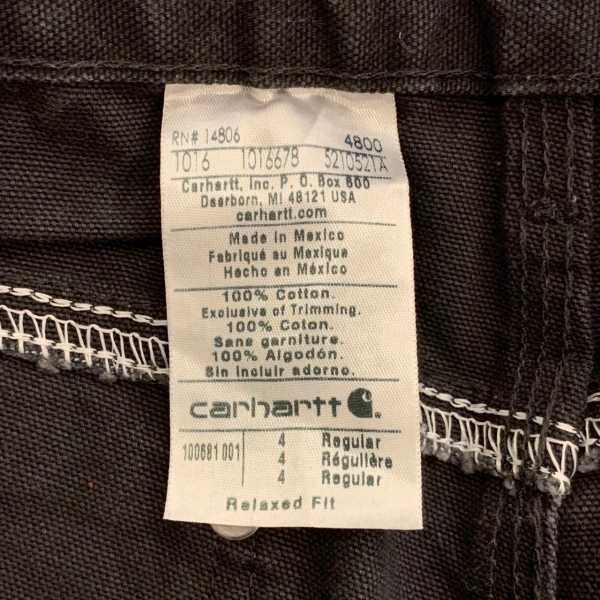 RN# 14806 4800
1016 1016678 5210521A
Carhartt, Inc. P. O. Box 600
Dearborn, MI 48121 USA
carhartt.com
Made in Mexico
Fabriqué au Mexique
Hecho en México
100% Cotton.
Exclusive of Trimming.
100% Coton.
Sans garniture.
100% Algodón.
Sin incluir adorno.
carhartt
100681 001 4 Regular
4 Régulière
4 Regular
Relaxed Fit